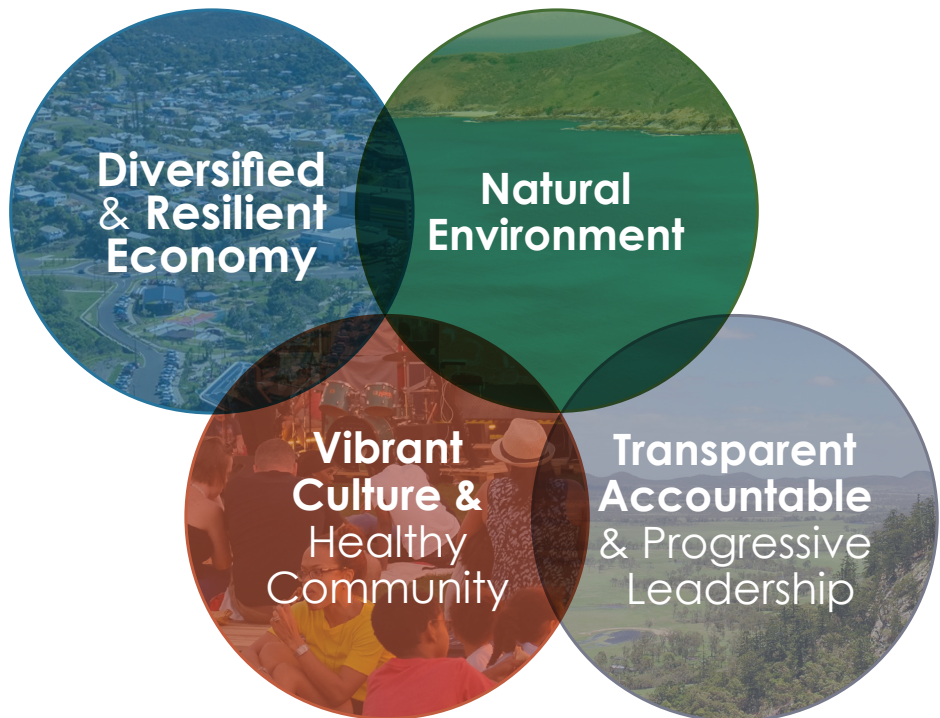 Diversified
& Resilient
Economy
Natural
Environment
Vibrant
Culture &
Healthy
Community
Transparent
Accountable
& Progressive
Leadership